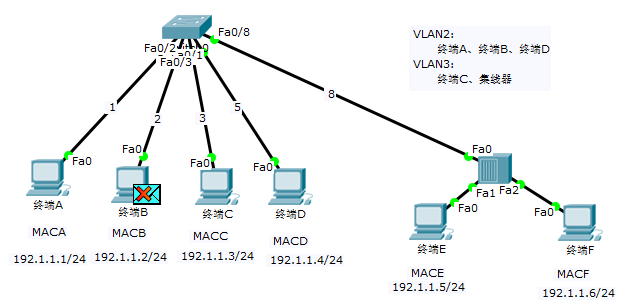 VLAN2:
终端A、终端B、终端D
VLAN3:
终端C、集线器
Fa0/8
Fa0/2
Fa0/1
Fa0/3
1
2
3
5
8
Fa0
Fa0
Fa0
Fa0
Fa0
Fa1
Fa2
Fa0
Fa0
终端A
终端B
终端C
终端D
终端E
终端F
MACA
MACB
MACC
MACD
MACE
MACF
192.1.1.1/24
192.1.1.2/24
192.1.1.3/24
192.1.1.4/24
192.1.1.5/24
192.1.1.6/24